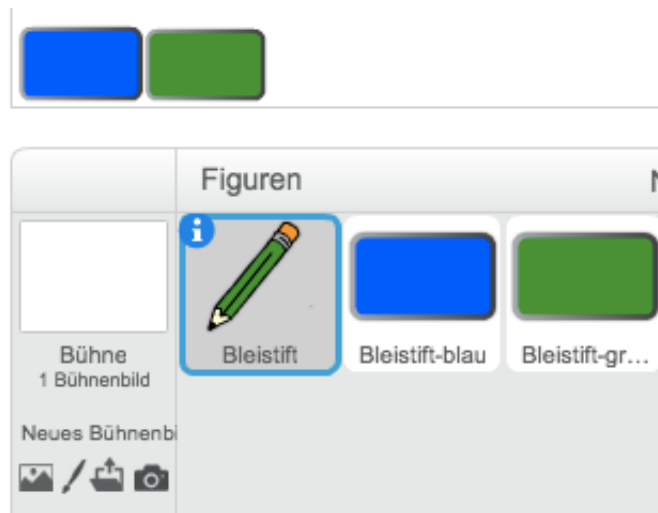 Figuren
i
Bleistift
Bleistift-blau
Bleistift-gr...
Bühne
1 Bühnenbild
Neues Bühnenbi